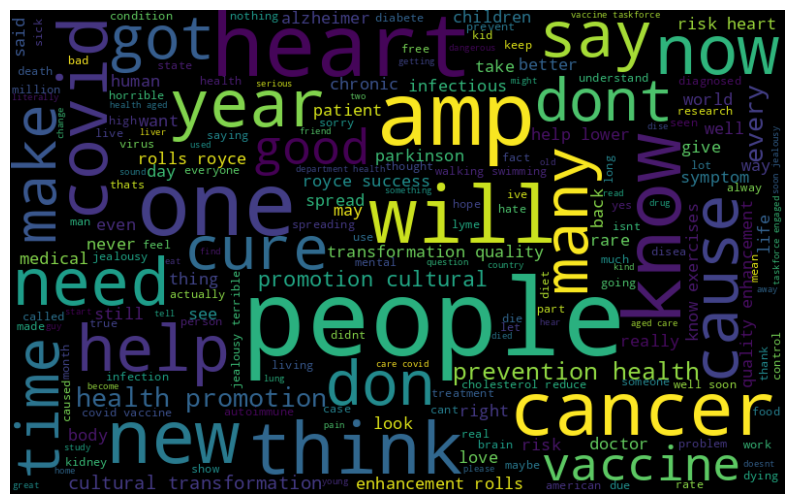 condition
nothing
alzheimer
diabete
children
vaccine taskforce
risk heart
said
sick
got
heart
say
now
prevent
kid
keep
dangerous
getting
free
bad
death
million
literally
covid
human
state
health
horrible
health aged
year
want
high
live
chronic
infectious
serious
patient
amp
take
better
might
dont
understand
diagnosed
world
research
every
make
change
virus
saying
liver
used
two
friend
sorry
good
parkinson
help lower
seen
well
dise
rolls royce
day
everyone
thats
sound
department health
something
fact
old
thought
walking swimming
royce success
spread
may
ive
hope
hate
lyme
use
long
many
back
know
give
lot
way
symptom
alway
soon jealousy
man
even
one
will
never
feel
spreading
cure
yes
read
drug
isnt
rare
disea
life
mean
taskforce engaged
medical
jealousy
thing
eat
find
transformation quality
mental
question
country
much
kind
going
know exercises
cause
quality enhancement
away
need
actually
promotion cultural
people
diet
part
called
made
true
still
tell
start
guy
see
person
month
jealousy terrible
didnt
die
let
died
hear
aged care
really
thank
control
time
help
infection
become
caused
covid vaccine
living
lung
care covid
prevention health
cholesterol reduce
someone
well soon
food
don
treatment
health promotion
autoimmune
case
pain
cant
right
cancer
body
new
think
look
real
brain
risk
doctor
problem
work
doesnt
study
home
kidney
show
please
love
maybe
vaccine
dying
great
cultural transformation
young
enhancement rolls
american
due
rate